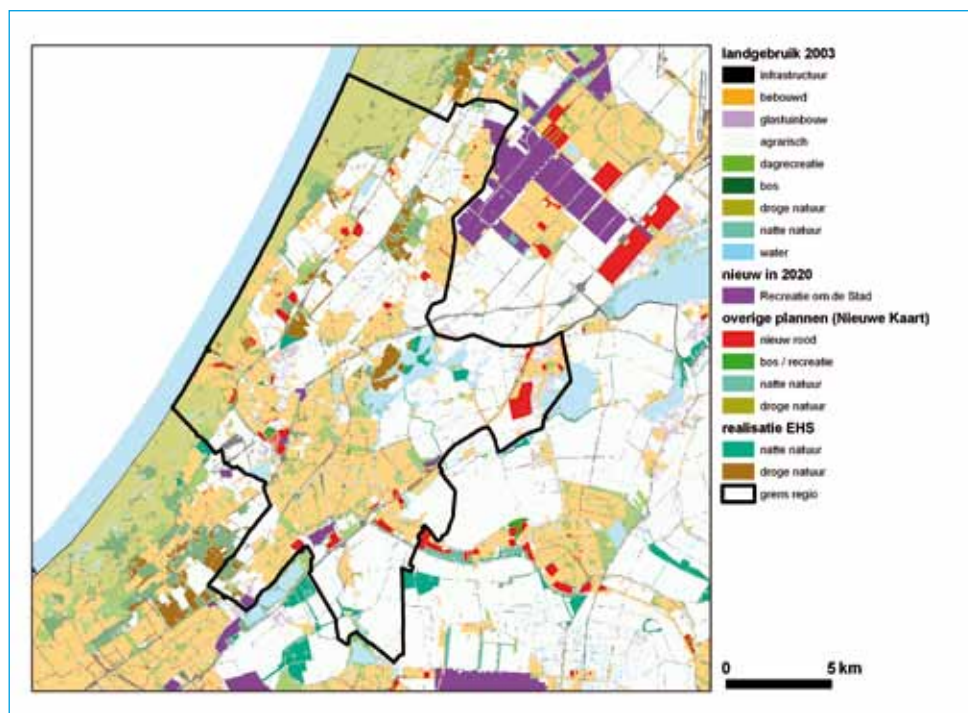 landgebruik 2003
infrastructuur
bebouwd
glastuinbouw
agrarisch
dagrecreatie
bos
droge natuur
natte natuur
water
nieuw in 2020
Recreatie om de Stad
overige plannen (Nieuwe Kaart)
nieuw rood
bos / recreatie
natte natuur
droge natuur
realisatie EHS
natte natuur
droge natuur
grens regio
0 5 km